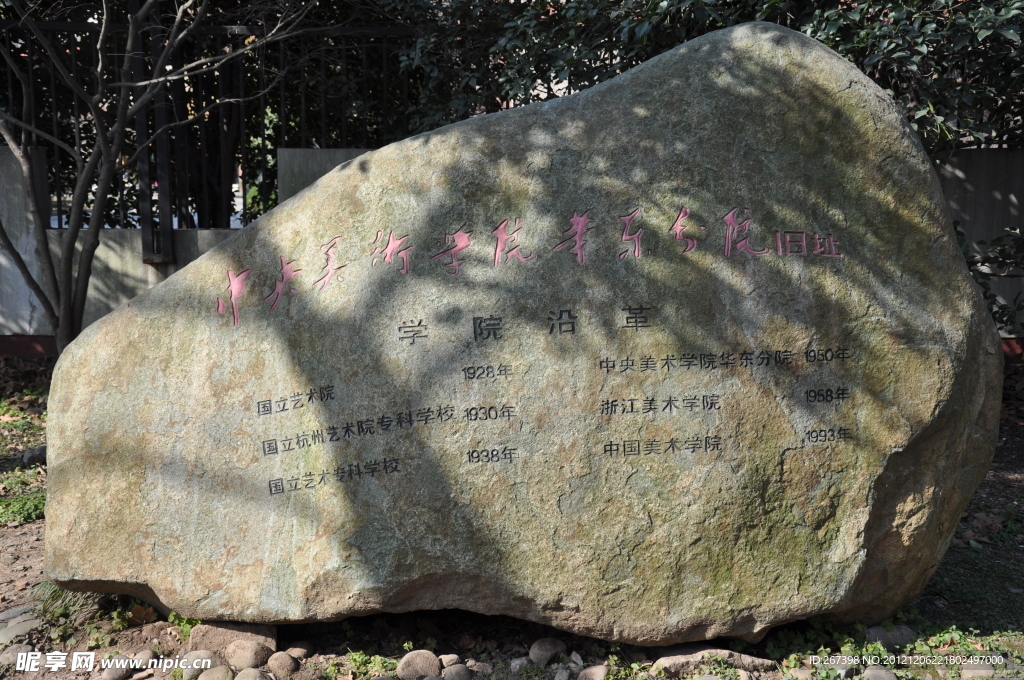 中央美術学院華东分院旧址
学院沿革
国立艺术院 1928年
国立杭州艺术院专科学校 1930年
国立艺术专科学校 1938年
中央美术学院华东分院 1950年
浙江美术学院 1958年
中国美术学院 1993年
昵享网 www.nipic.cn
ID:267398 NO:20121206221802497000